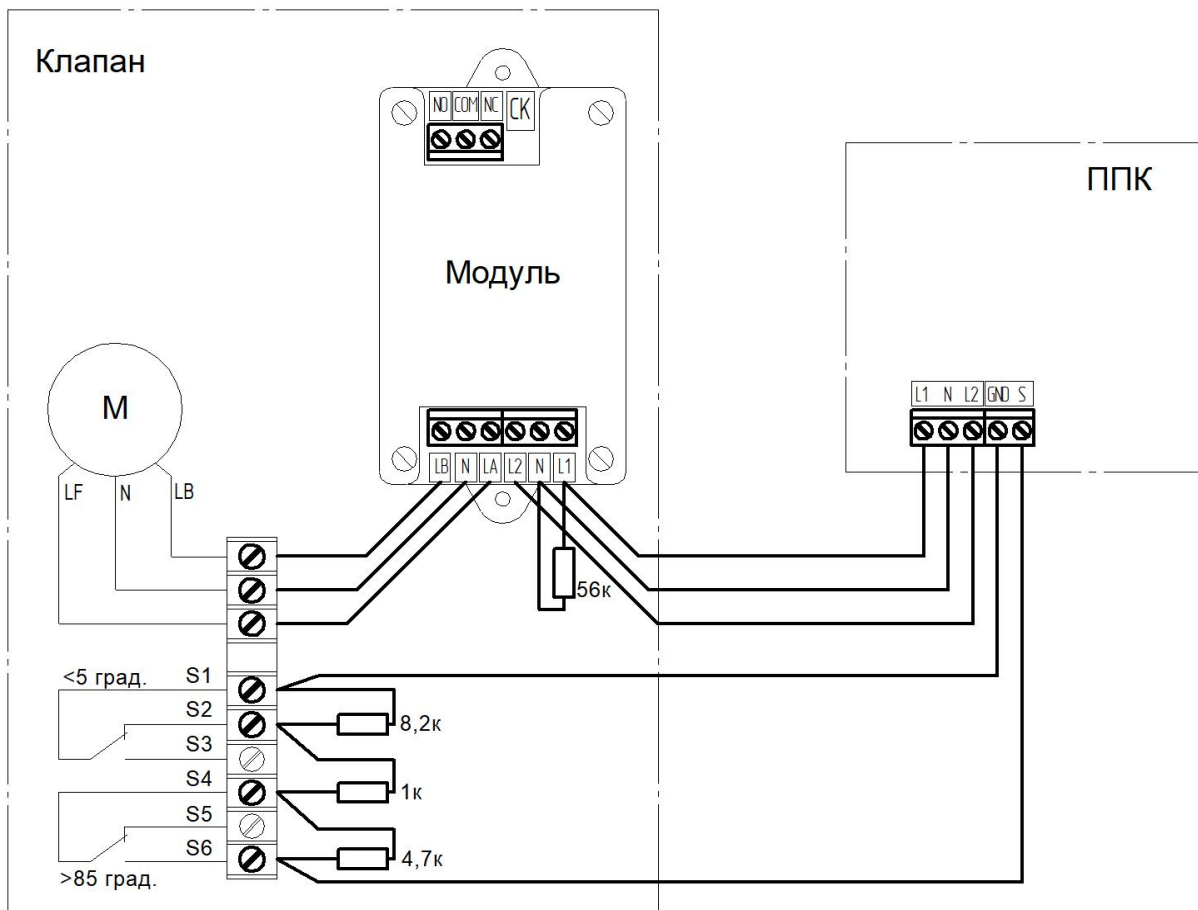 Клапан
NO COM NC СК
ППК
Модуль
М
L1 N L2 GND S
LB N LA L2 N L1
LF N LB
56к
<5 град. S1
S2
8,2к
S3
S4
1к
S5
S6
4,7к
>85 град.